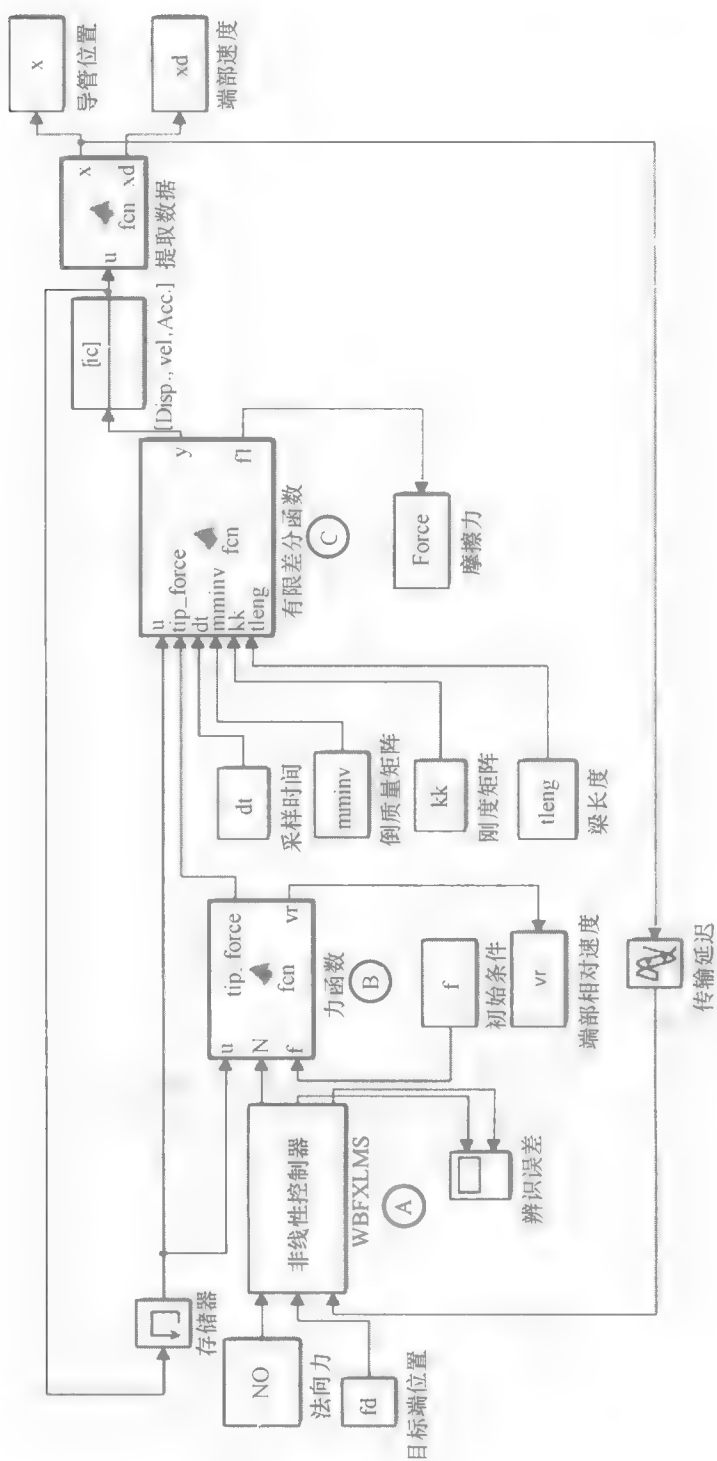 存储器
NO
法向力
fd
目标端位置
非线性控制器
WBFXLMS
A
辨识误差
u
N
f
tip_force
vr
fcn
力函数
B
f
初始条件
vr
端部相对速度
dt
采样时间
mminv
倒质量矩阵
kk
刚度矩阵
tleng
梁长度
u
tip_force
dt
mminv
kk
tleng
fcn
y
f1
有限差分函数
C
Force
摩擦力
[ic]
[Disp.,vel,Acc.]
u
fcn
x
xd
提取数据
x
导管位置
xd
端部速度
传输延迟